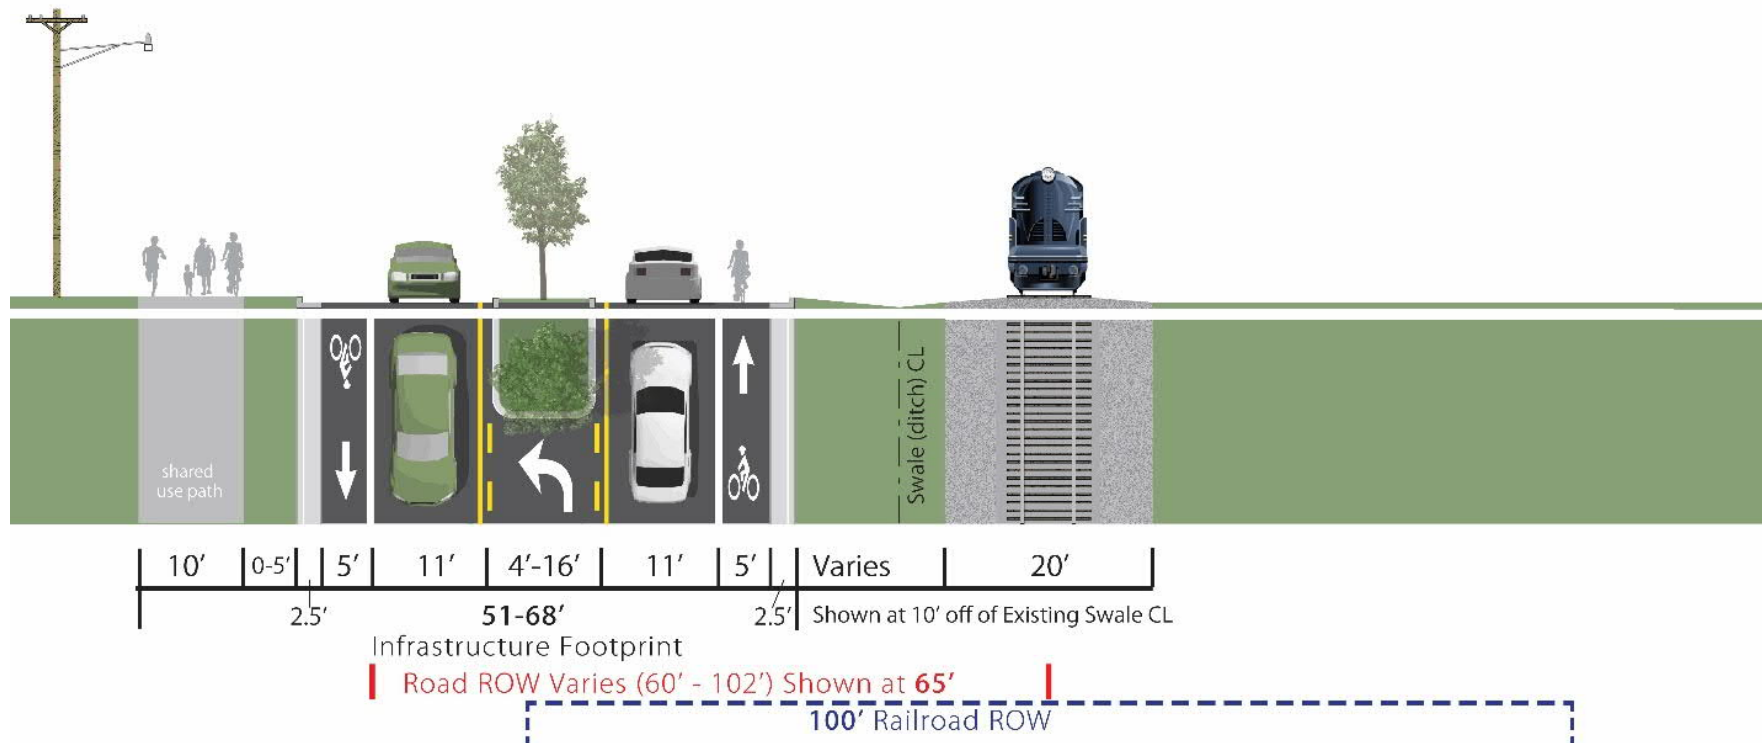 shared
use path
Swale (ditch) CL
10’ 0-5’ 5’ 11’ 4’-16’ 11’ 5’ Varies 20’
2.5’ 51-68’ 2.5’ Shown at 10’ off of Existing Swale CL
Infrastructure Footprint
Road ROW Varies (60’ - 102’) Shown at 65’
100’ Railroad ROW